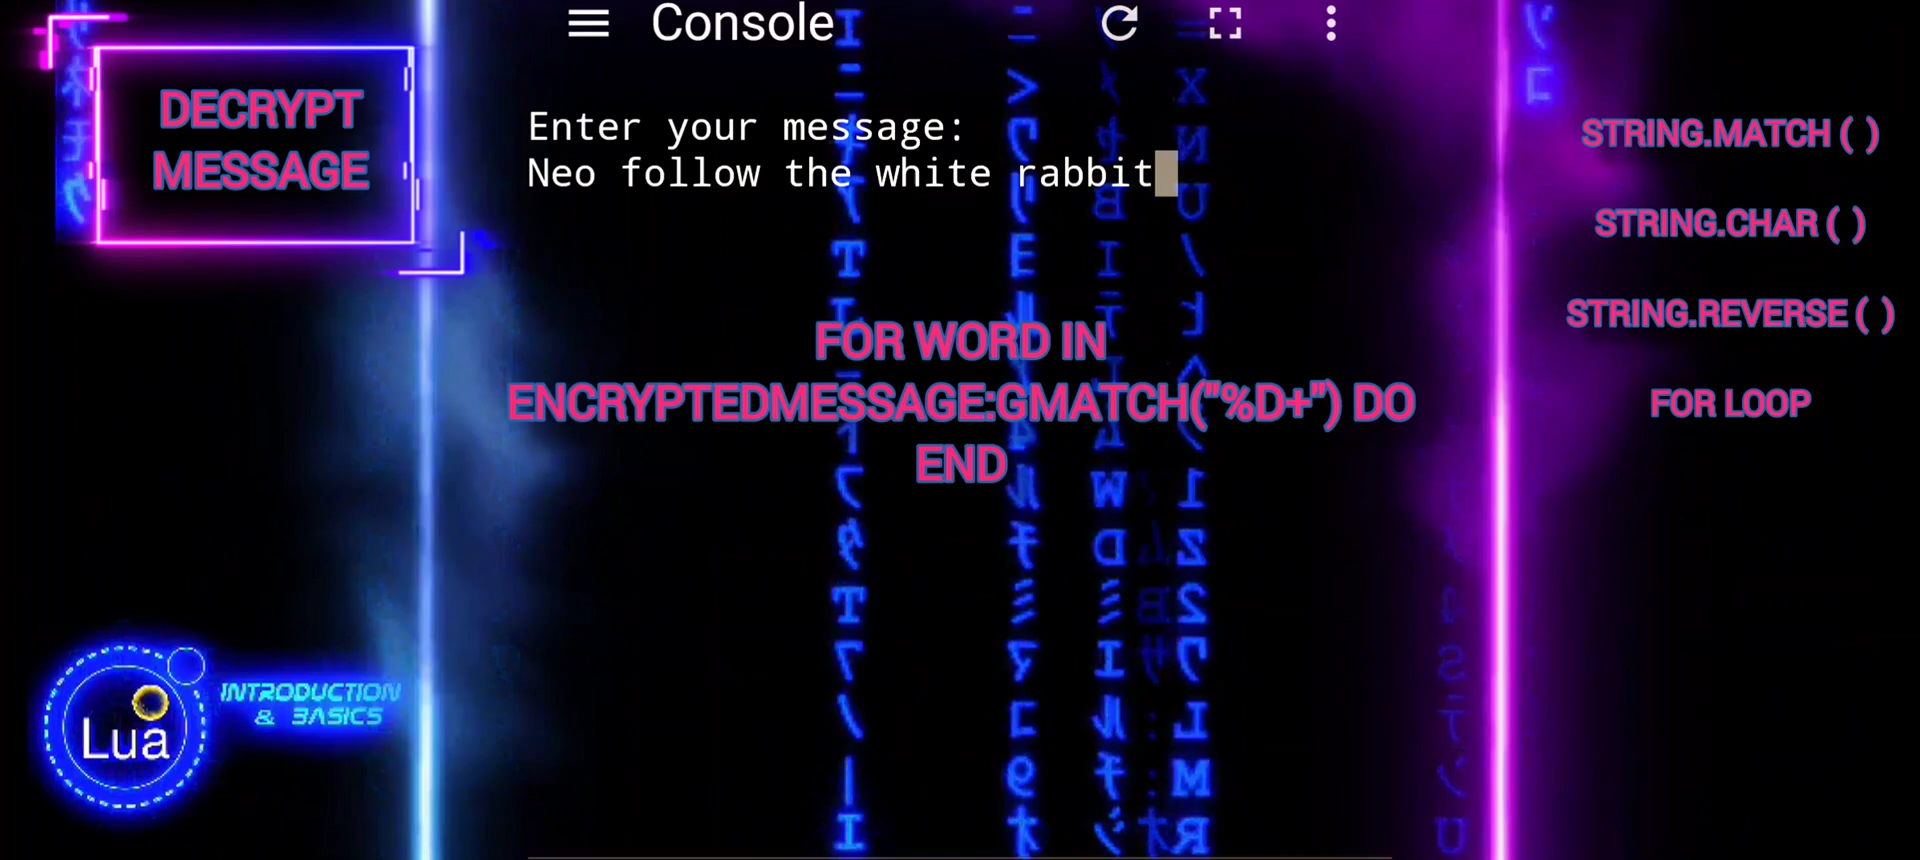 DECRYPT
MESSAGE
Console
Enter your message:
Neo follow the white rabbit
FOR WORD IN
ENCRYPTEDMESSAGE:GMATCH("%D+") DO
END
STRING.MATCH ( )
STRING.CHAR ( )
STRING.REVERSE ( )
FOR LOOP
Lua
INTRODUCTION
& BASICS